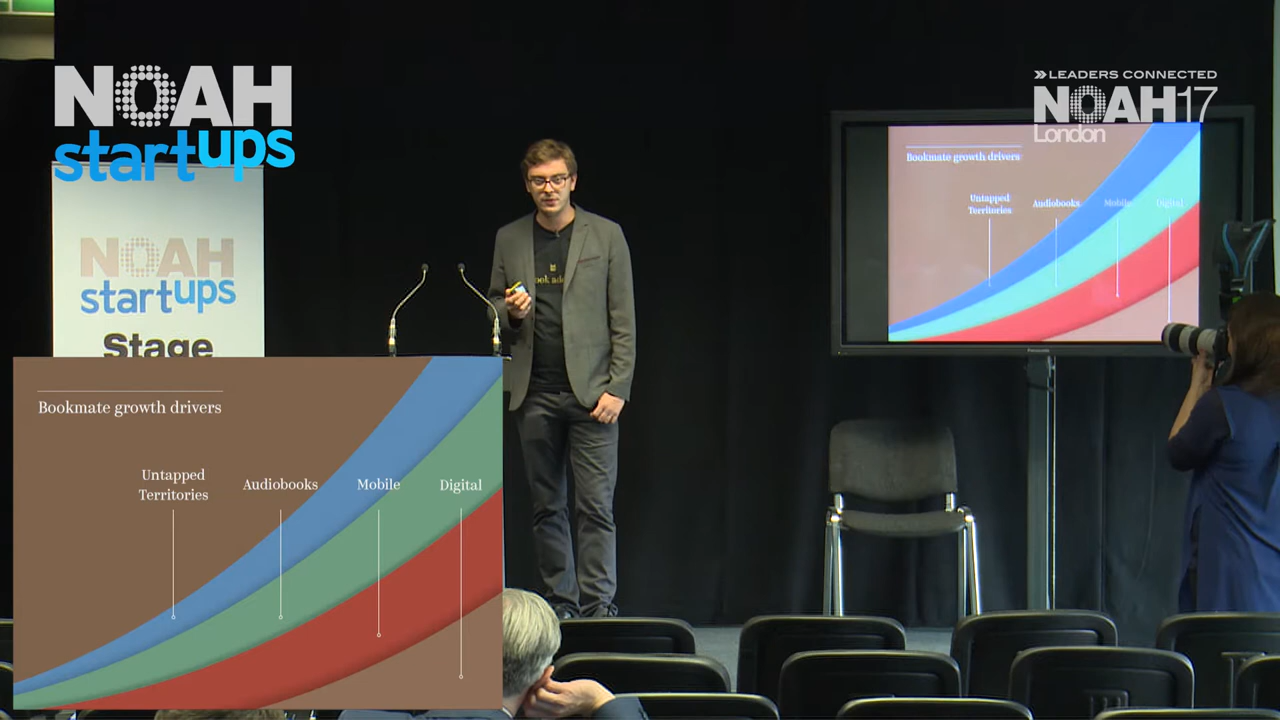 NOAH
startups
LEADERS CONNECTED
NOAH17
London
NOAH
startups
Stage
Bookmate growth drivers
Untapped
Territories
Audiobooks
Mobile
Digital
Bookmate growth drivers
Untapped
Territories
Audiobooks
Mobile
Digital
Panasonic